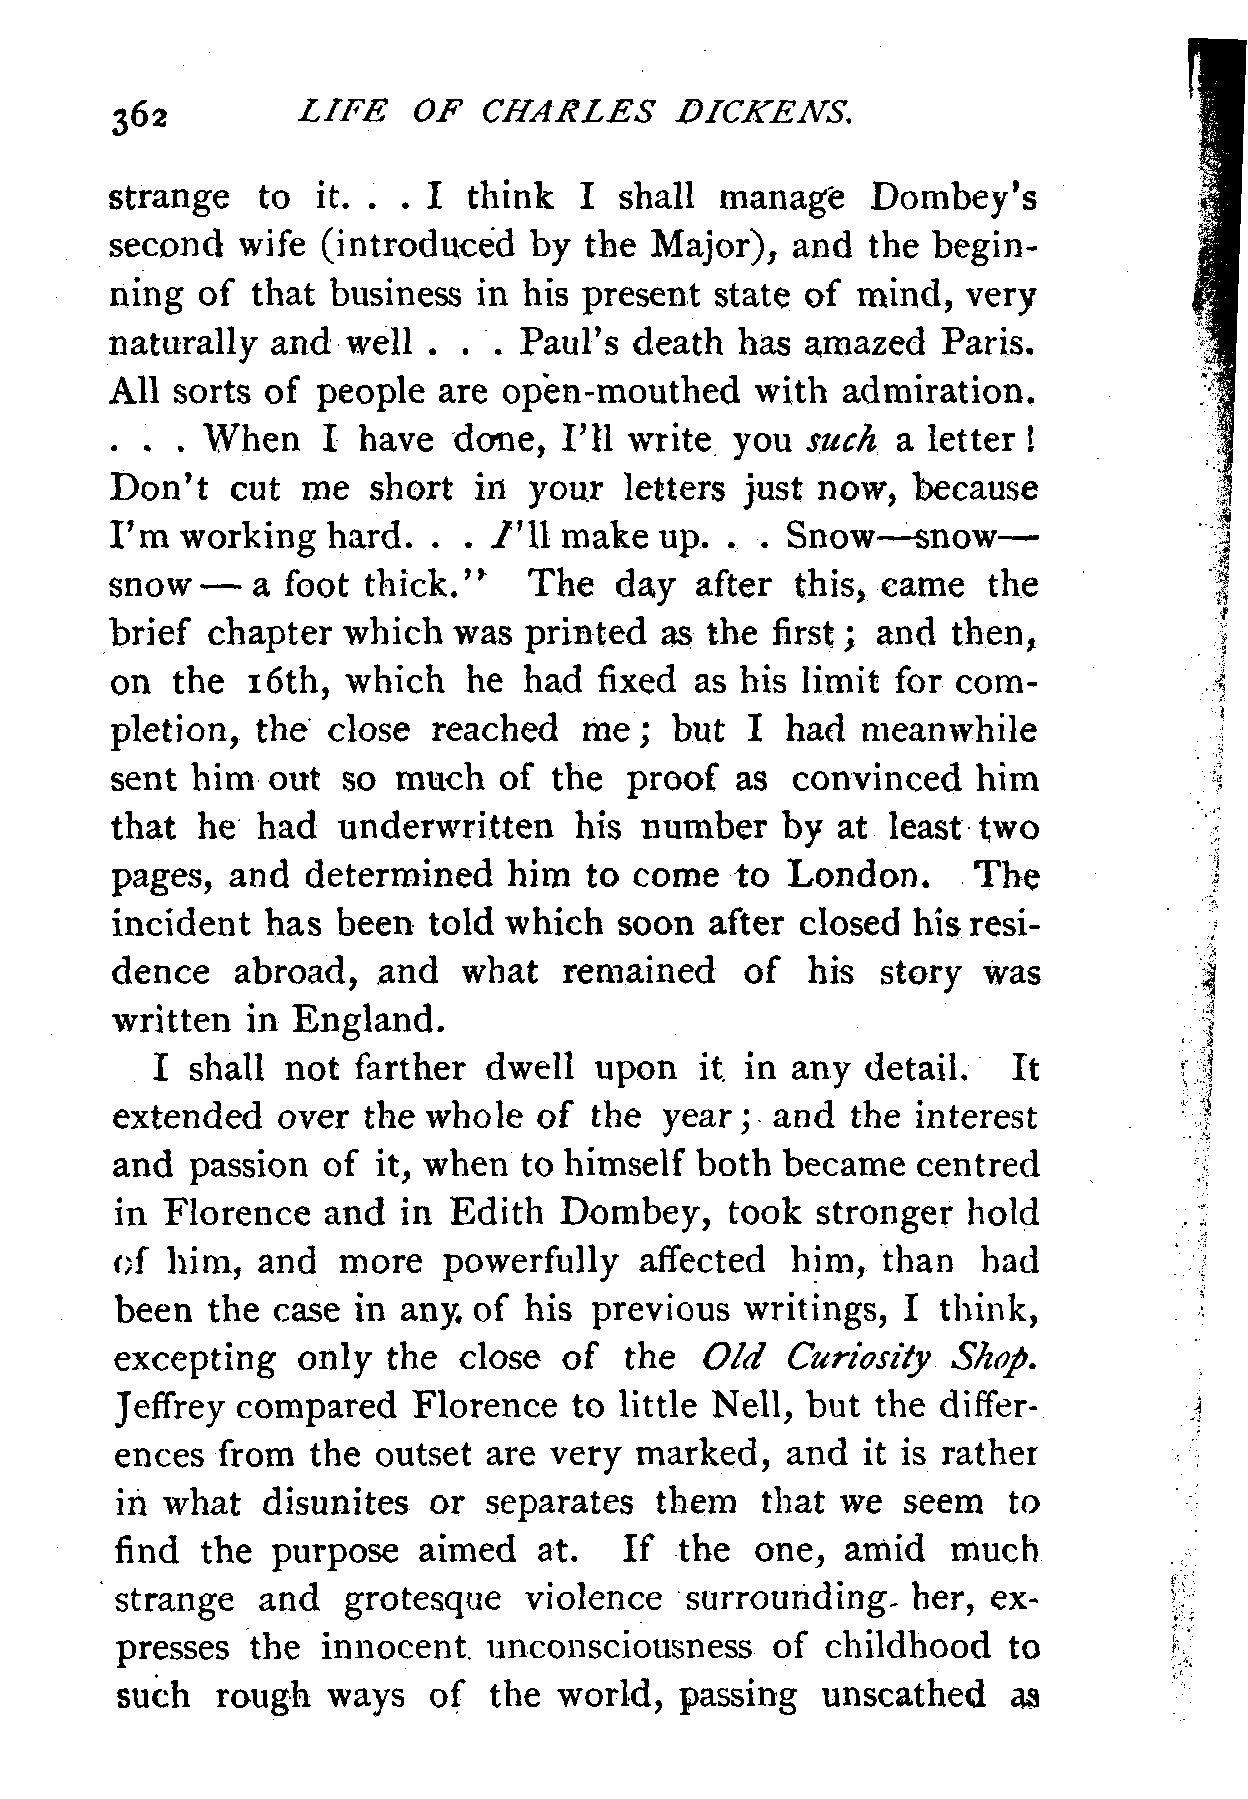 362 LIFE OF CHARLES DICKENS.
strange to it. . . I think I shall manage Dombey's
second wife (introduced by the Major), and the begin-
ning of that business in his present state of mind, very
naturally and well . . . Paul's death has amazed Paris.
All sorts of people are open-mouthed with admiration.
. . . When I have done, I'll write you such a letter !
Don't cut me short in your letters just now, because
I'm working hard. . . I'll make up. . . Snow—snow—
snow — a foot thick." The day after this, came the
brief chapter which was printed as the first ; and then,
on the 16th, which he had fixed as his limit for com-
pletion, the close reached me ; but I had meanwhile
sent him out so much of the proof as convinced him
that he had underwritten his number by at least two
pages, and determined him to come to London. The
incident has been told which soon after closed his resi-
dence abroad, and what remained of his story was
written in England.
I shall not farther dwell upon it in any detail. It
extended over the whole of the year ; and the interest
and passion of it, when to himself both became centred
in Florence and in Edith Dombey, took stronger hold
of him, and more powerfully affected him, than had
been the case in any of his previous writings, I think,
excepting only the close of the Old Curiosity Shop.
Jeffrey compared Florence to little Nell, but the differ-
ences from the outset are very marked, and it is rather
in what disunites or separates them that we seem to
find the purpose aimed at. If the one, amid much
strange and grotesque violence surrounding her, ex-
presses the innocent unconsciousness of childhood to
such rough ways of the world, passing unscathed as